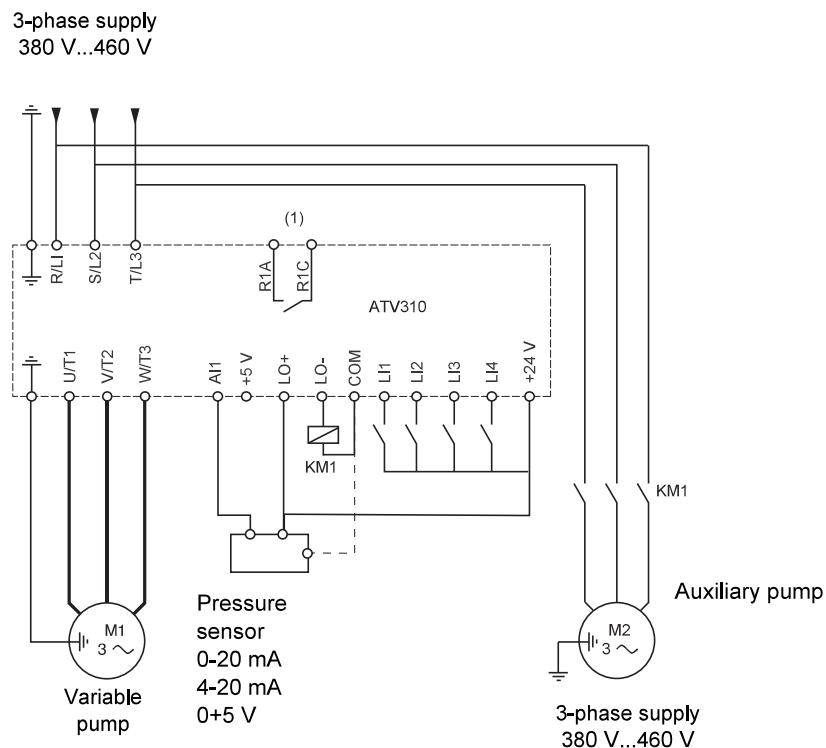 3-phase supply
380 V...460 V
(1)
R/LI
S/L2
T/L3
R1A
R1C
ATV310
U/T1
V/T2
W/T3
AI1
+5 V
LO+
LO-
COM
LI1
LI2
LI3
LI4
+24 V
KM1
KM1
M1
3
Variable
pump
Pressure
sensor
0-20 mA
4-20 mA
0+5 V
Auxiliary pump
M2
3
3-phase supply
380 V...460 V